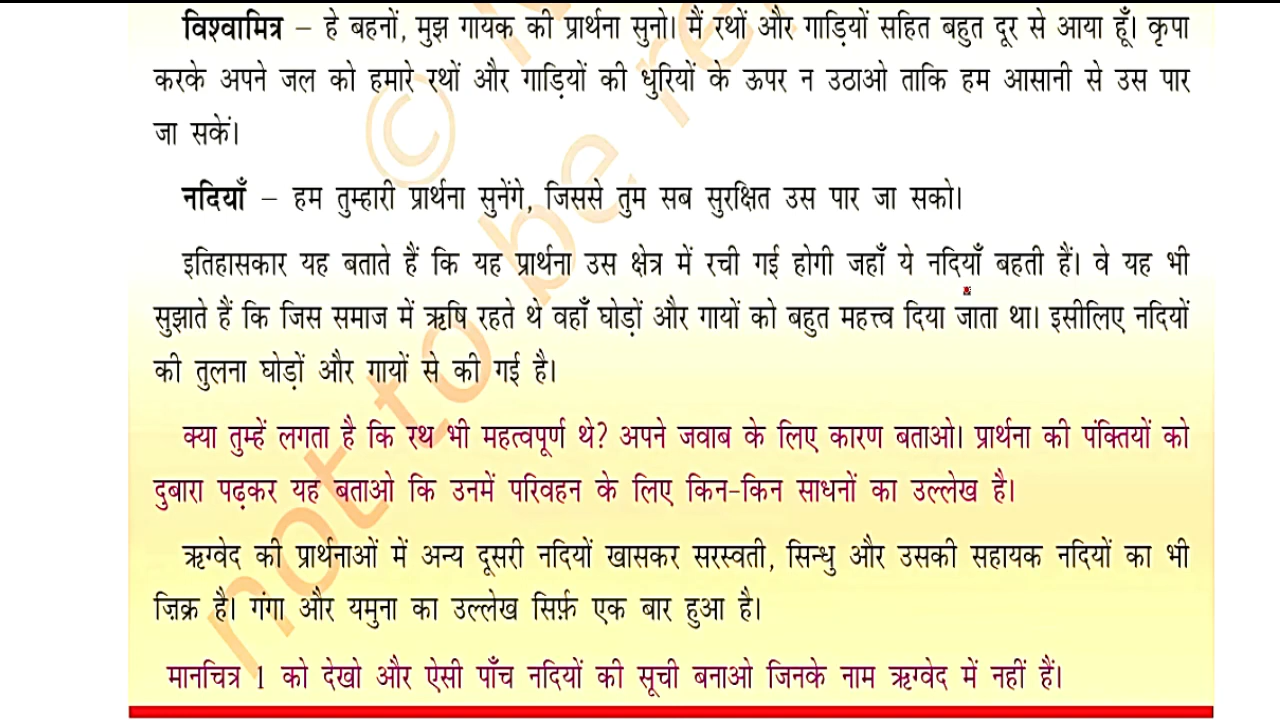 विश्वामित्र – हे बहनों, मुझ गायक की प्रार्थना सुनो। मैं रथों और गाड़ियों सहित बहुत दूर से आया हूँ। कृपा
करके अपने जल को हमारे रथों और गाड़ियों की धुरियों के ऊपर न उठाओ ताकि हम आसानी से उस पार
जा सकें।
नदियाँ – हम तुम्हारी प्रार्थना सुनेंगे, जिससे तुम सब सुरक्षित उस पार जा सको।
इतिहासकार यह बताते हैं कि यह प्रार्थना उस क्षेत्र में रची गई होगी जहाँ ये नदियाँ बहती हैं। वे यह भी
सुझाते हैं कि जिस समाज में ऋषि रहते थे वहाँ घोड़ों और गायों को बहुत महत्त्व दिया जाता था। इसीलिए नदियों
की तुलना घोड़ों और गायों से की गई है।
क्या तुम्हें लगता है कि रथ भी महत्वपूर्ण थे? अपने जवाब के लिए कारण बताओ। प्रार्थना की पंक्तियों को
दुबारा पढ़कर यह बताओ कि उनमें परिवहन के लिए किन-किन साधनों का उल्लेख है।
ऋग्वेद की प्रार्थनाओं में अन्य दूसरी नदियों खासकर सरस्वती, सिन्धु और उसकी सहायक नदियों का भी
ज़िक्र है। गंगा और यमुना का उल्लेख सिर्फ़ एक बार हुआ है।
मानचित्र 1 को देखो और ऐसी पाँच नदियों की सूची बनाओ जिनके नाम ऋग्वेद में नहीं हैं।
© not to be re